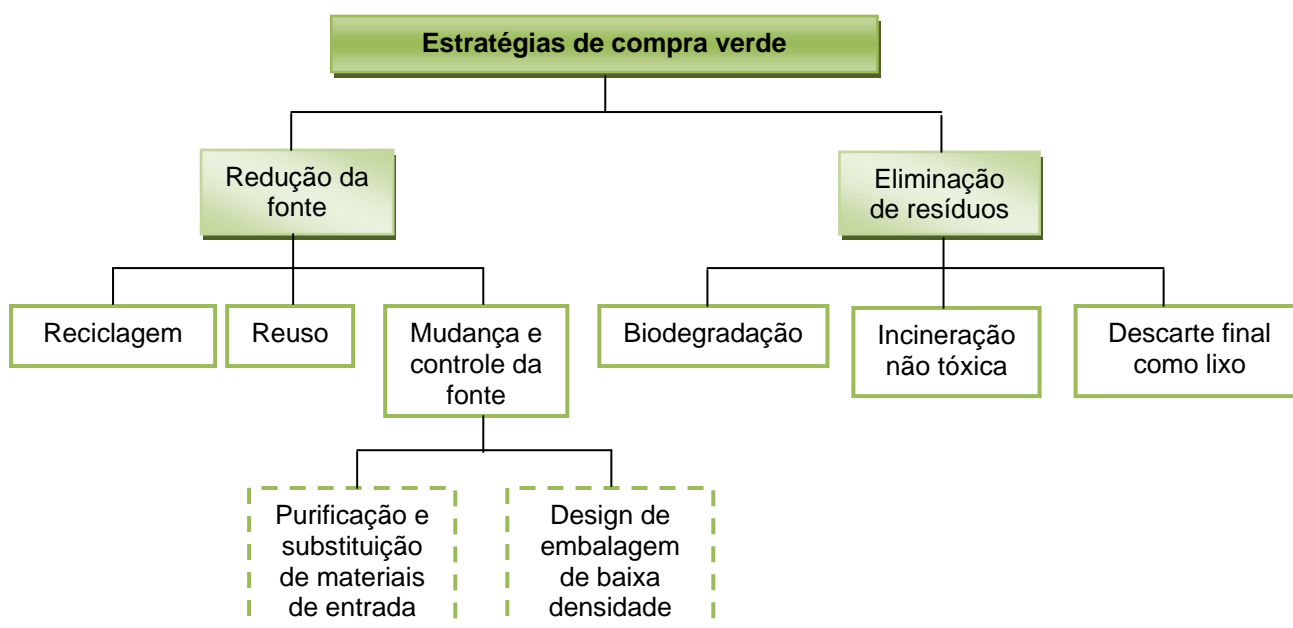 Estratégias de compra verde
Redução da
fonte
Eliminação
de resíduos
Reciclagem
Reuso
Mudança e
controle da
fonte
Biodegradação
Incineração
não tóxica
Descarte final
como lixo
Purificação e
substituição
de materiais
de entrada
Design de
embalagem
de baixa
densidade